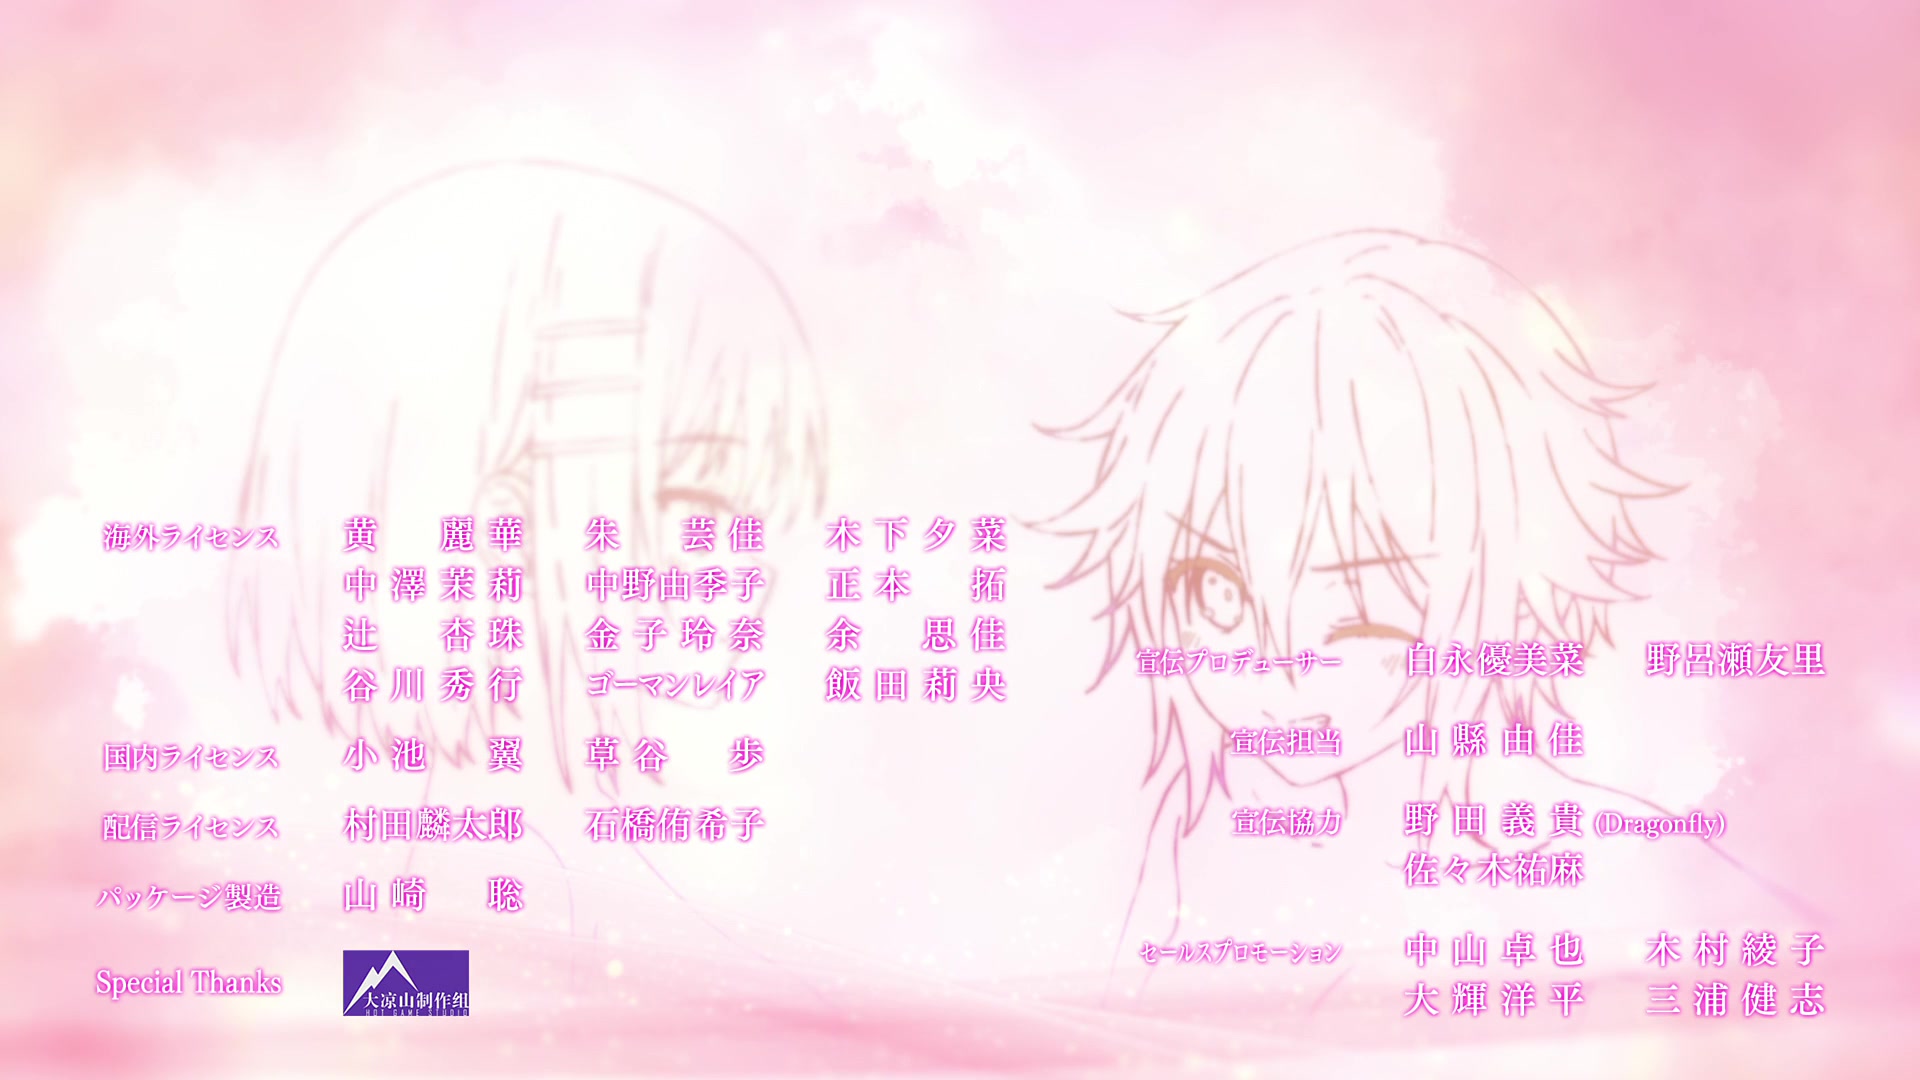 海外ライセンス 黄麗華 朱芸佳 木下夕菜
中澤茉莉 中野由季子 正本拓
辻杏珠 金子玲奈 余思佳
谷川秀行 ゴーマンレイア 飯田莉央
国内ライセンス 小池翼 草谷歩
配信ライセンス 村田麟太郎 石橋侑希子
パッケージ製造 山崎聡
Special Thanks 大凉山制作组
HOT GAME STUDIO
宣伝プロデューサー 白永優美菜 野呂瀬友里
宣伝担当 山縣由佳
宣伝協力 野田義貴 (Dragonfly)
佐々木祐麻
セールスプロモーション 中山卓也 木村綾子
大輝洋平 三浦健志